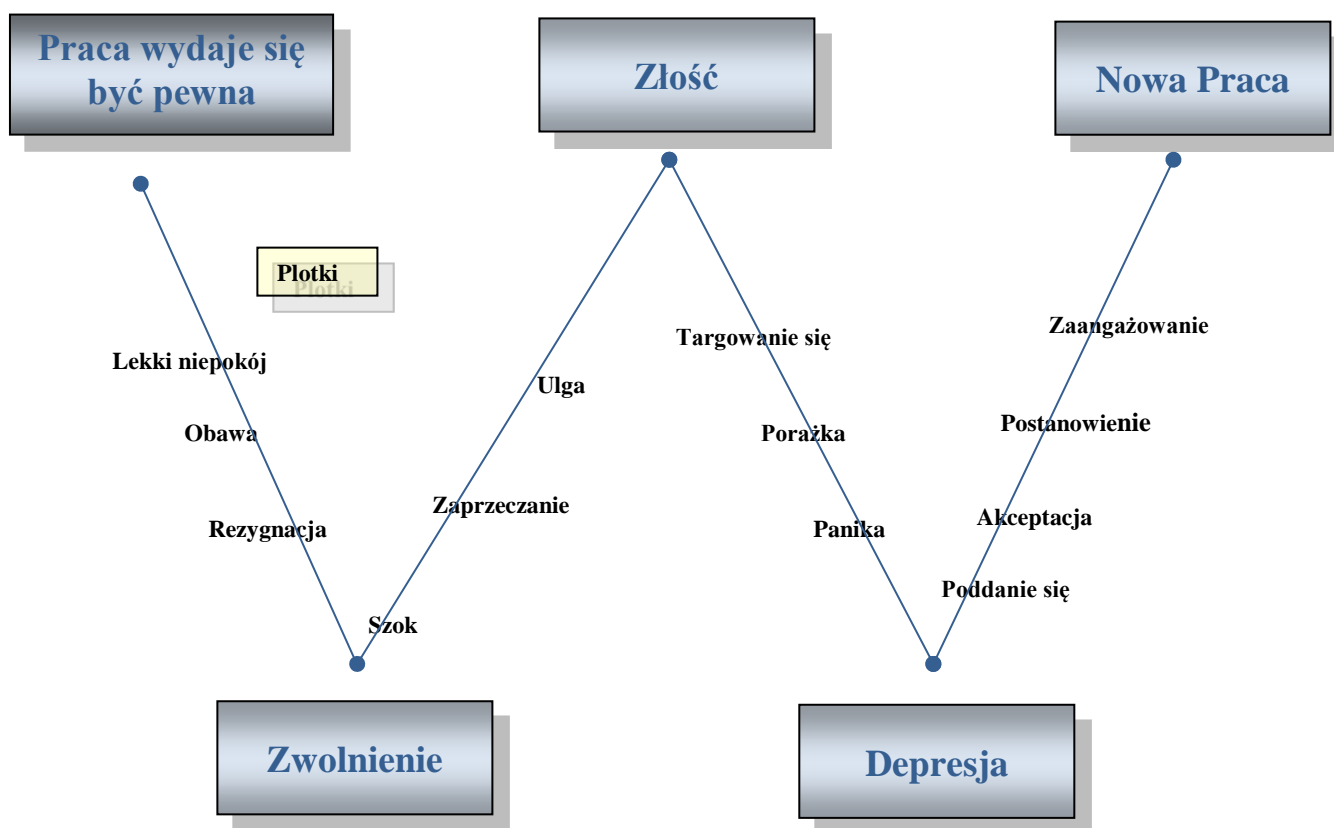 Praca wydaje się
być pewna
Złość
Nowa Praca
Plotki
Plotki
Lekki niepokój
Obawa
Rezygnacja
Szok
Zaprzeczanie
Ulga
Targowanie się
Porażka
Panika
Zaangażowanie
Postanowienie
Akceptacja
Poddanie się
Zwolnienie
Depresja